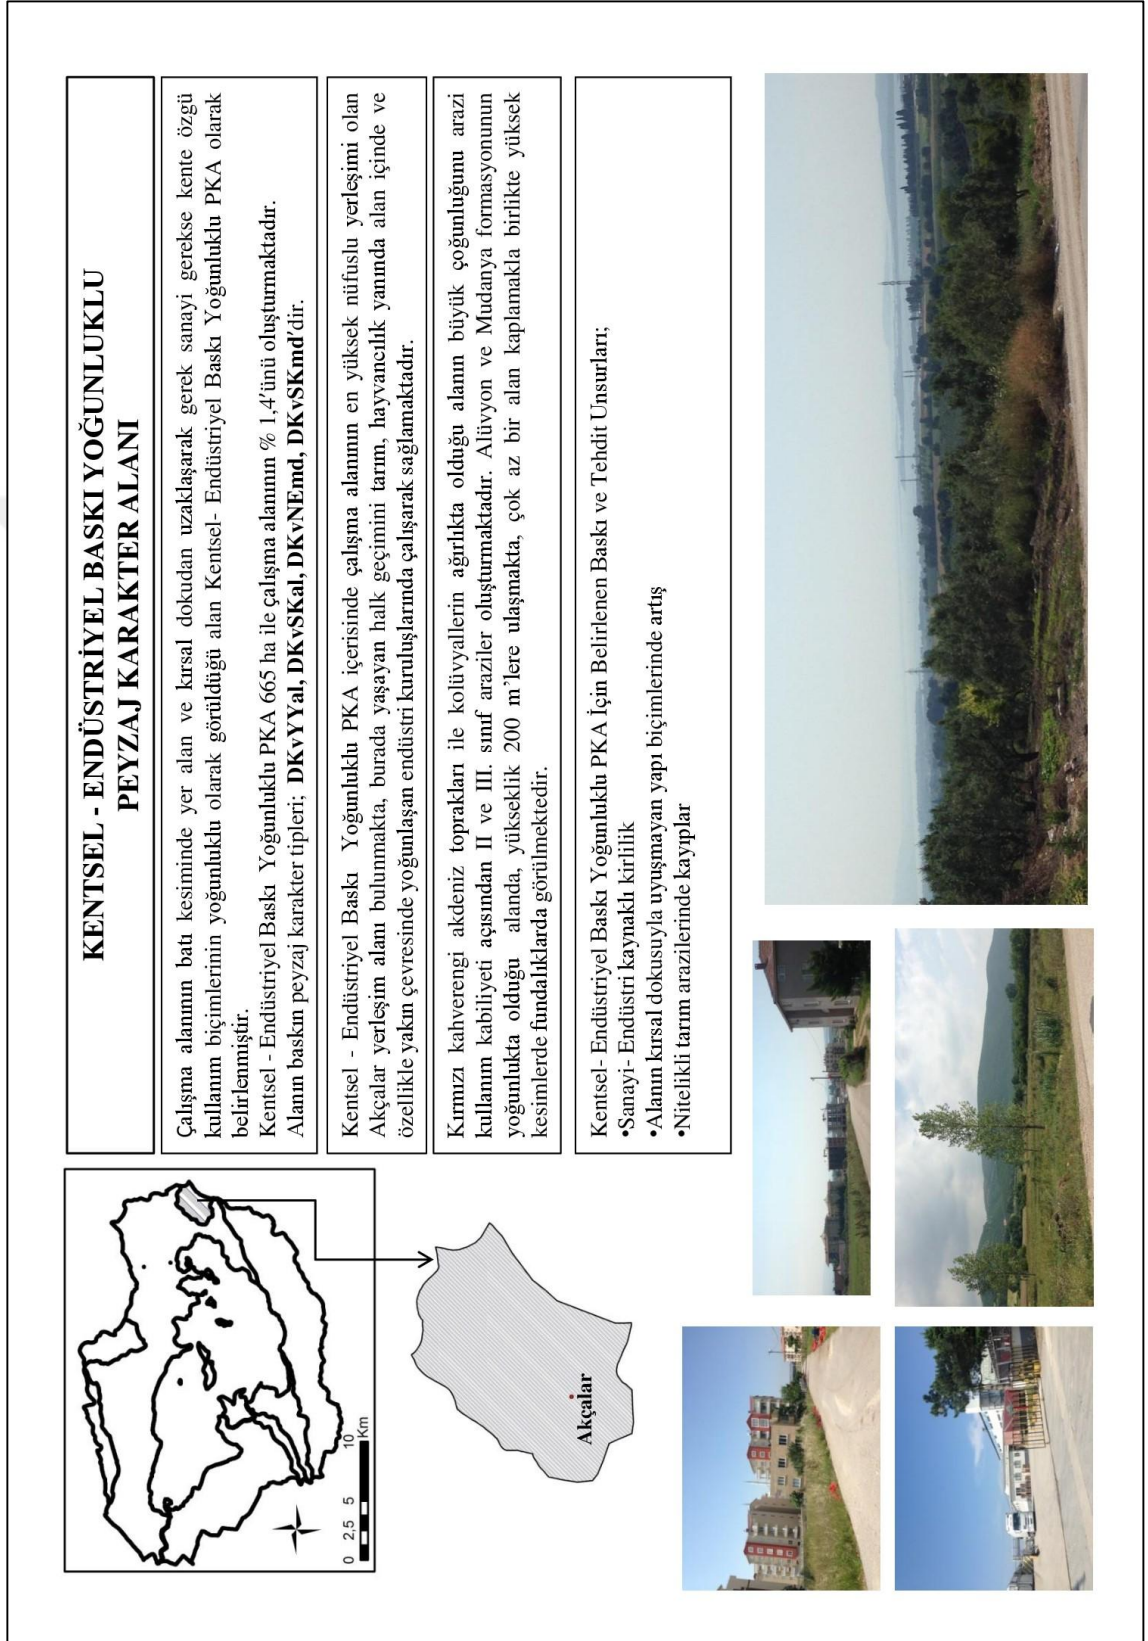 KENTSEL - ENDÜSTRİYEL BASKI YOĞUNLUKLU
PEYZAJ KARAKTER ALANI
Çalışma alanının batı kesiminde yer alan ve kırsal dokudan uzaklaşarak gerek sanayi gerekse kente özgü
kullanım biçimlerinin yoğunluklu olarak görüldüğü alan Kentsel- Endüstriyel Baskı Yoğunluklu PKA olarak
belirlenmiştir.
Kentsel - Endüstriyel Baskı Yoğunluklu PKA 665 ha ile çalışma alanının % 1,4'ünü oluşturmaktadır.
Alanın baskın peyzaj karakter tipleri; DKvYYal, DKvSKal, DKvNEmd, DKvSKmd'dir.
Kentsel - Endüstriyel Baskı Yoğunluklu PKA içerisinde çalışma alanının en yüksek nüfuslu yerleşimi olan
Akçalar yerleşim alanı bulunmakta, burada yaşayan halk geçimini tarım, hayvancılık yanında alan içinde ve
özellikle yakın çevresinde yoğunlaşan endüstri kuruluşlarında çalışarak sağlamaktadır.
Kırmızı kahverengi akdeniz toprakları ile kolüvyallerin ağırlıkta olduğu alanın büyük çoğunluğunu arazi
kullanım kabiliyeti açısından II ve III. sınıf araziler oluşturmaktadır. Alüvyon ve Mudanya formasyonunun
yoğunlukta olduğu alanda, yükseklik 200 m'lere ulaşmakta, çok az bir alan kaplamakla birlikte yüksek
kesimlerde fundalıklarda görülmektedir.
Kentsel- Endüstriyel Baskı Yoğunluklu PKA İçin Belirlenen Baskı ve Tehdit Unsurları;
•Sanayi- Endüstri kaynaklı kirlilik
•Alanın kırsal dokusuyla uyuşmayan yapı biçimlerinde artış
•Nitelikli tarım arazilerinde kayıplar
0 2,5 5 10 Km
Akçalar